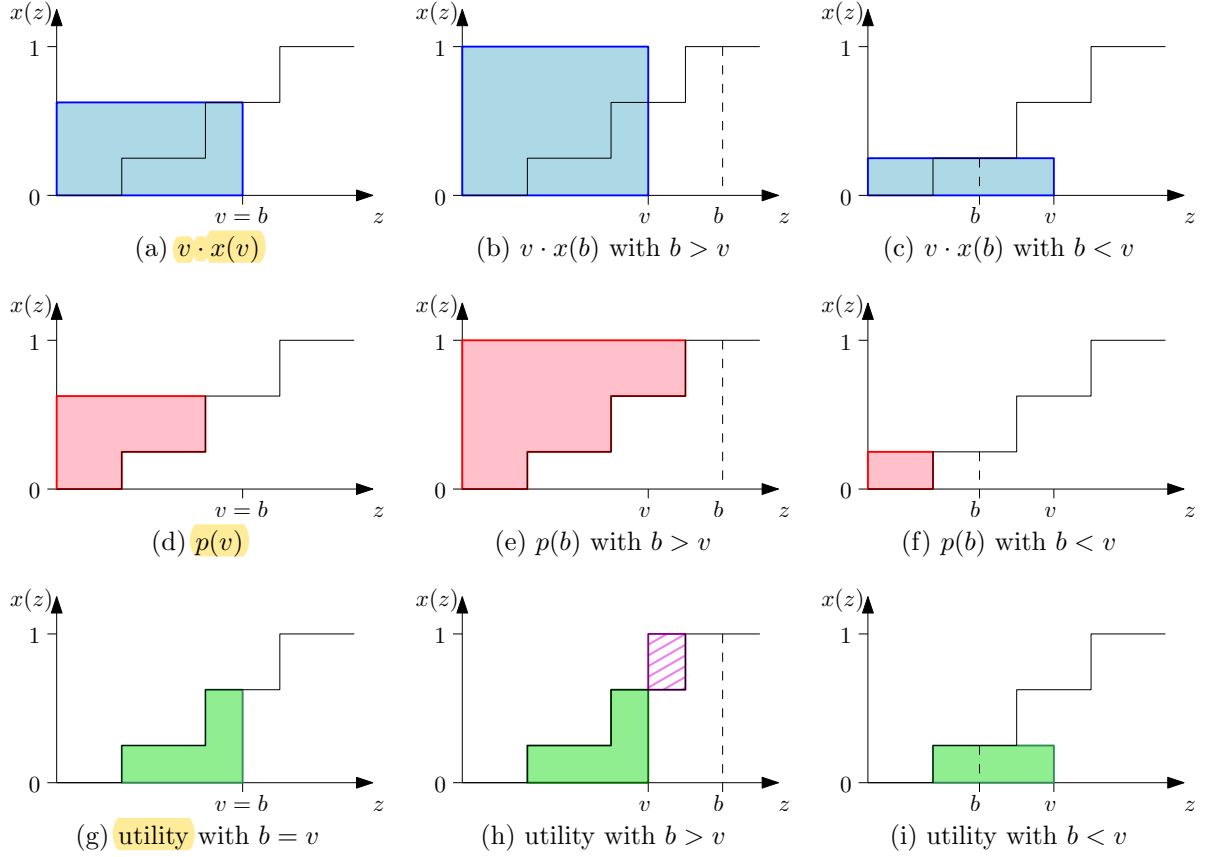 x(z) x(z) x(z)
1 1 1
0 0 0
v = b z v b z b v z
(a) v · x(v) (b) v · x(b) with b > v (c) v · x(b) with b < v
x(z) x(z) x(z)
1 1 1
0 0 0
v = b z v b z b v z
(d) p(v) (e) p(b) with b > v (f) p(b) with b < v
x(z) x(z) x(z)
1 1 1
0 0 0
v = b z v b z b v z
(g) utility with b = v (h) utility with b > v (i) utility with b < v